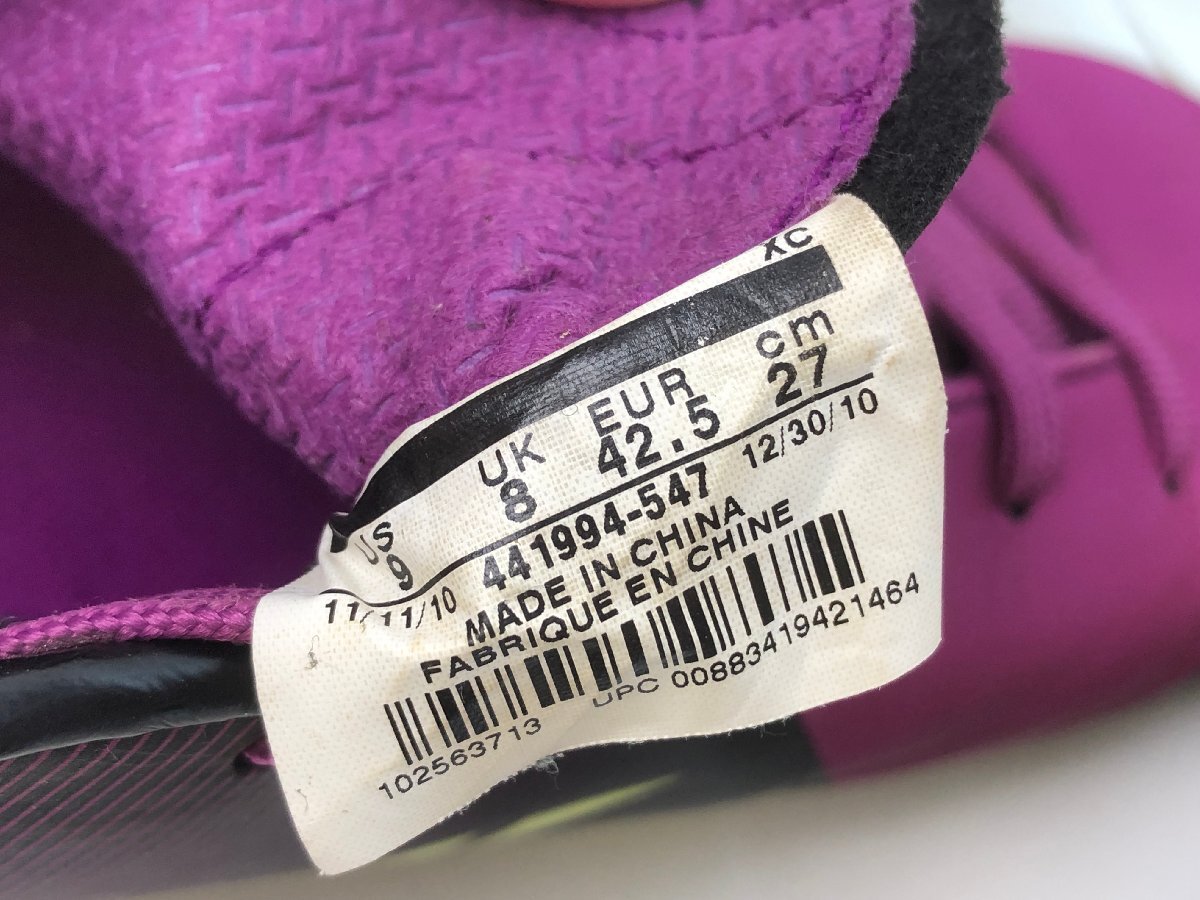 XC
US UK EUR cm
9 8 42.5 27
11/11/10 441994-547 12/30/10
MADE IN CHINA
FABRIQUE EN CHINE
102563713 UPC 00883419421464